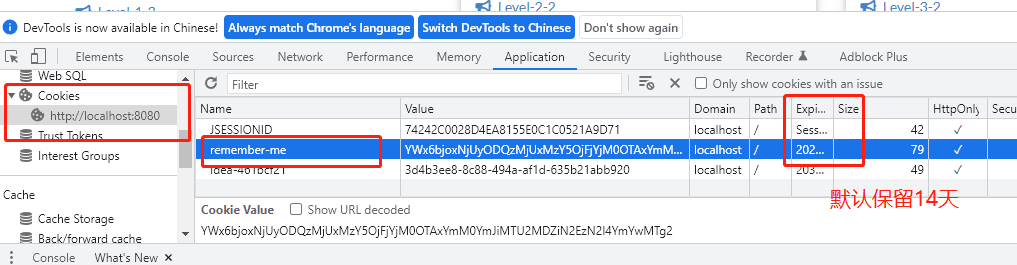 Level-2-2
Level-3-2
DevTools is now available in Chinese! Always match Chrome's language Switch DevTools to Chinese Don't show again
Elements Console Sources Network Performance Memory Application Security Lighthouse Recorder Adblock Plus
Web SQL
Cookies
http://localhost:8080
Trust Tokens
Interest Groups
Cache
Cache Storage
Back/forward cache
Filter Only show cookies with an issue
Name Value Domain Path Expi... Size HttpOnly Secu
JSESSIONID 74242C0028D4EA8155E0C1C0521A9D71 localhost / Sess... 42 ✓
remember-me YWx6bjoxNjUyODQzMjUxMzY5OjFjYjM0OTAxYmM... localhost / 202... 79 ✓
Idea-461bcf21 3d4b3ee8-8c88-494a-af1d-635b21abb920 localhost / 203... 49 ✓
默认保留14天
Cookie Value Show URL decoded
YWx6bjoxNjUyODQzMjUxMzY5OjFjYjM0OTAxYmM0YmJiMTU2MDZiN2EzN2I4YmYwMTg2
Console What's New